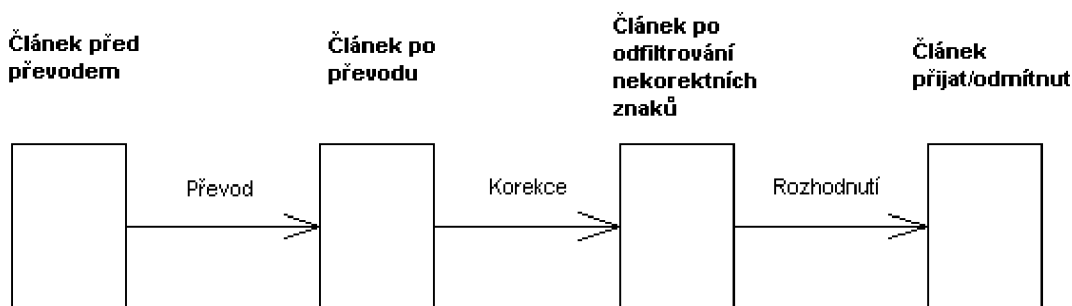 Článek před
převodem
Článek po
převodu
Článek po
odfiltrování
nekorektních
znaků
Článek
přijat/odmítnut
Převod
Korekce
Rozhodnutí